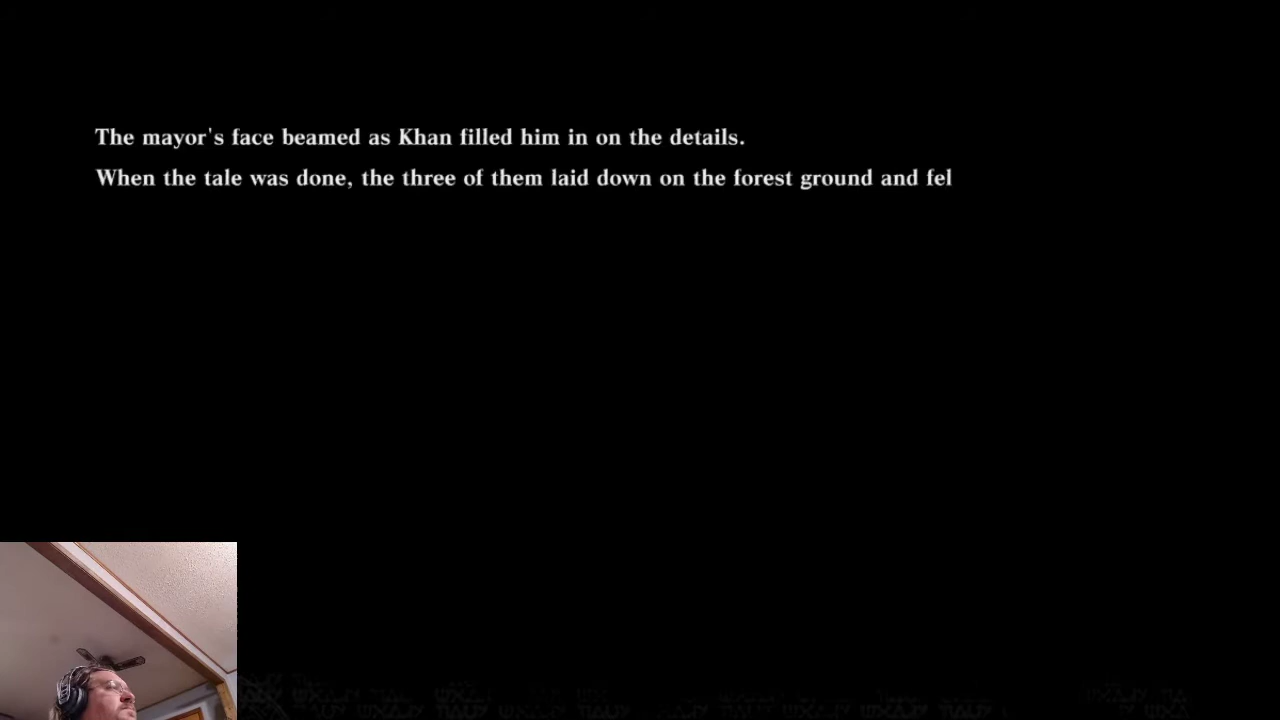 The mayor's face beamed as Khan filled him in on the details.
When the tale was done, the three of them laid down on the forest ground and fel